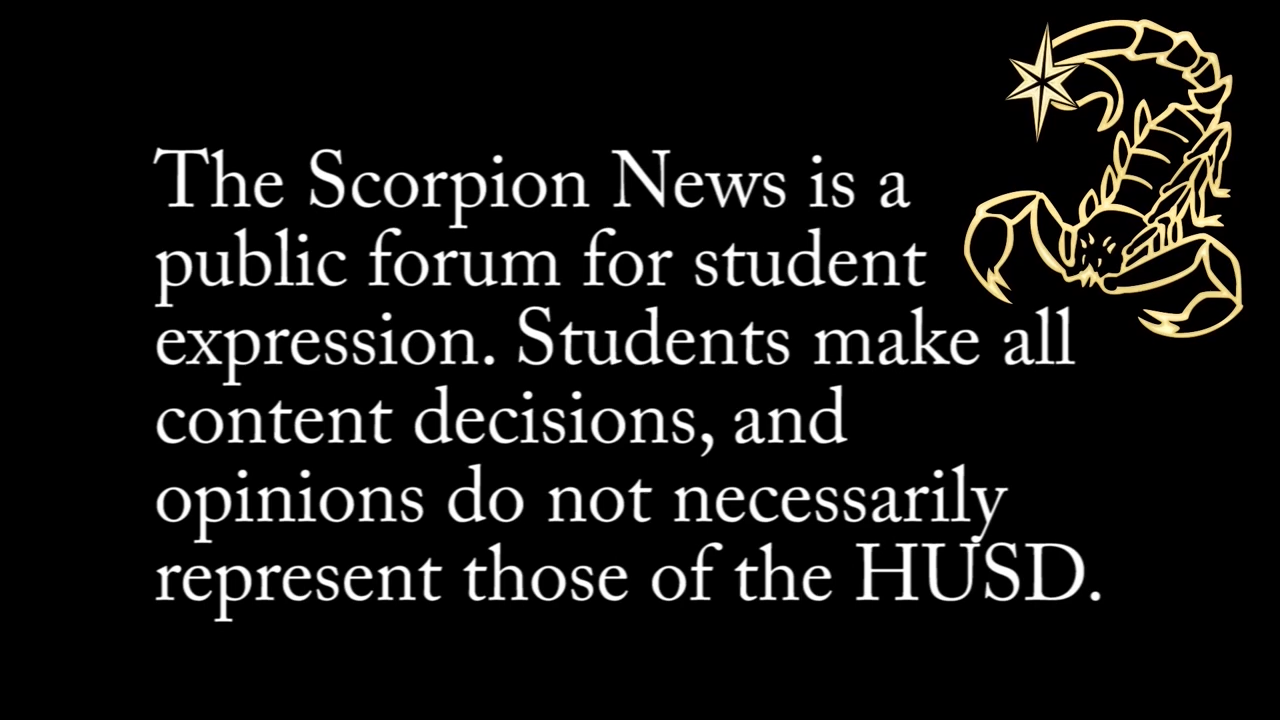 The Scorpion News is a
public forum for student
expression. Students make all
content decisions, and
opinions do not necessarily
represent those of the HUSD.